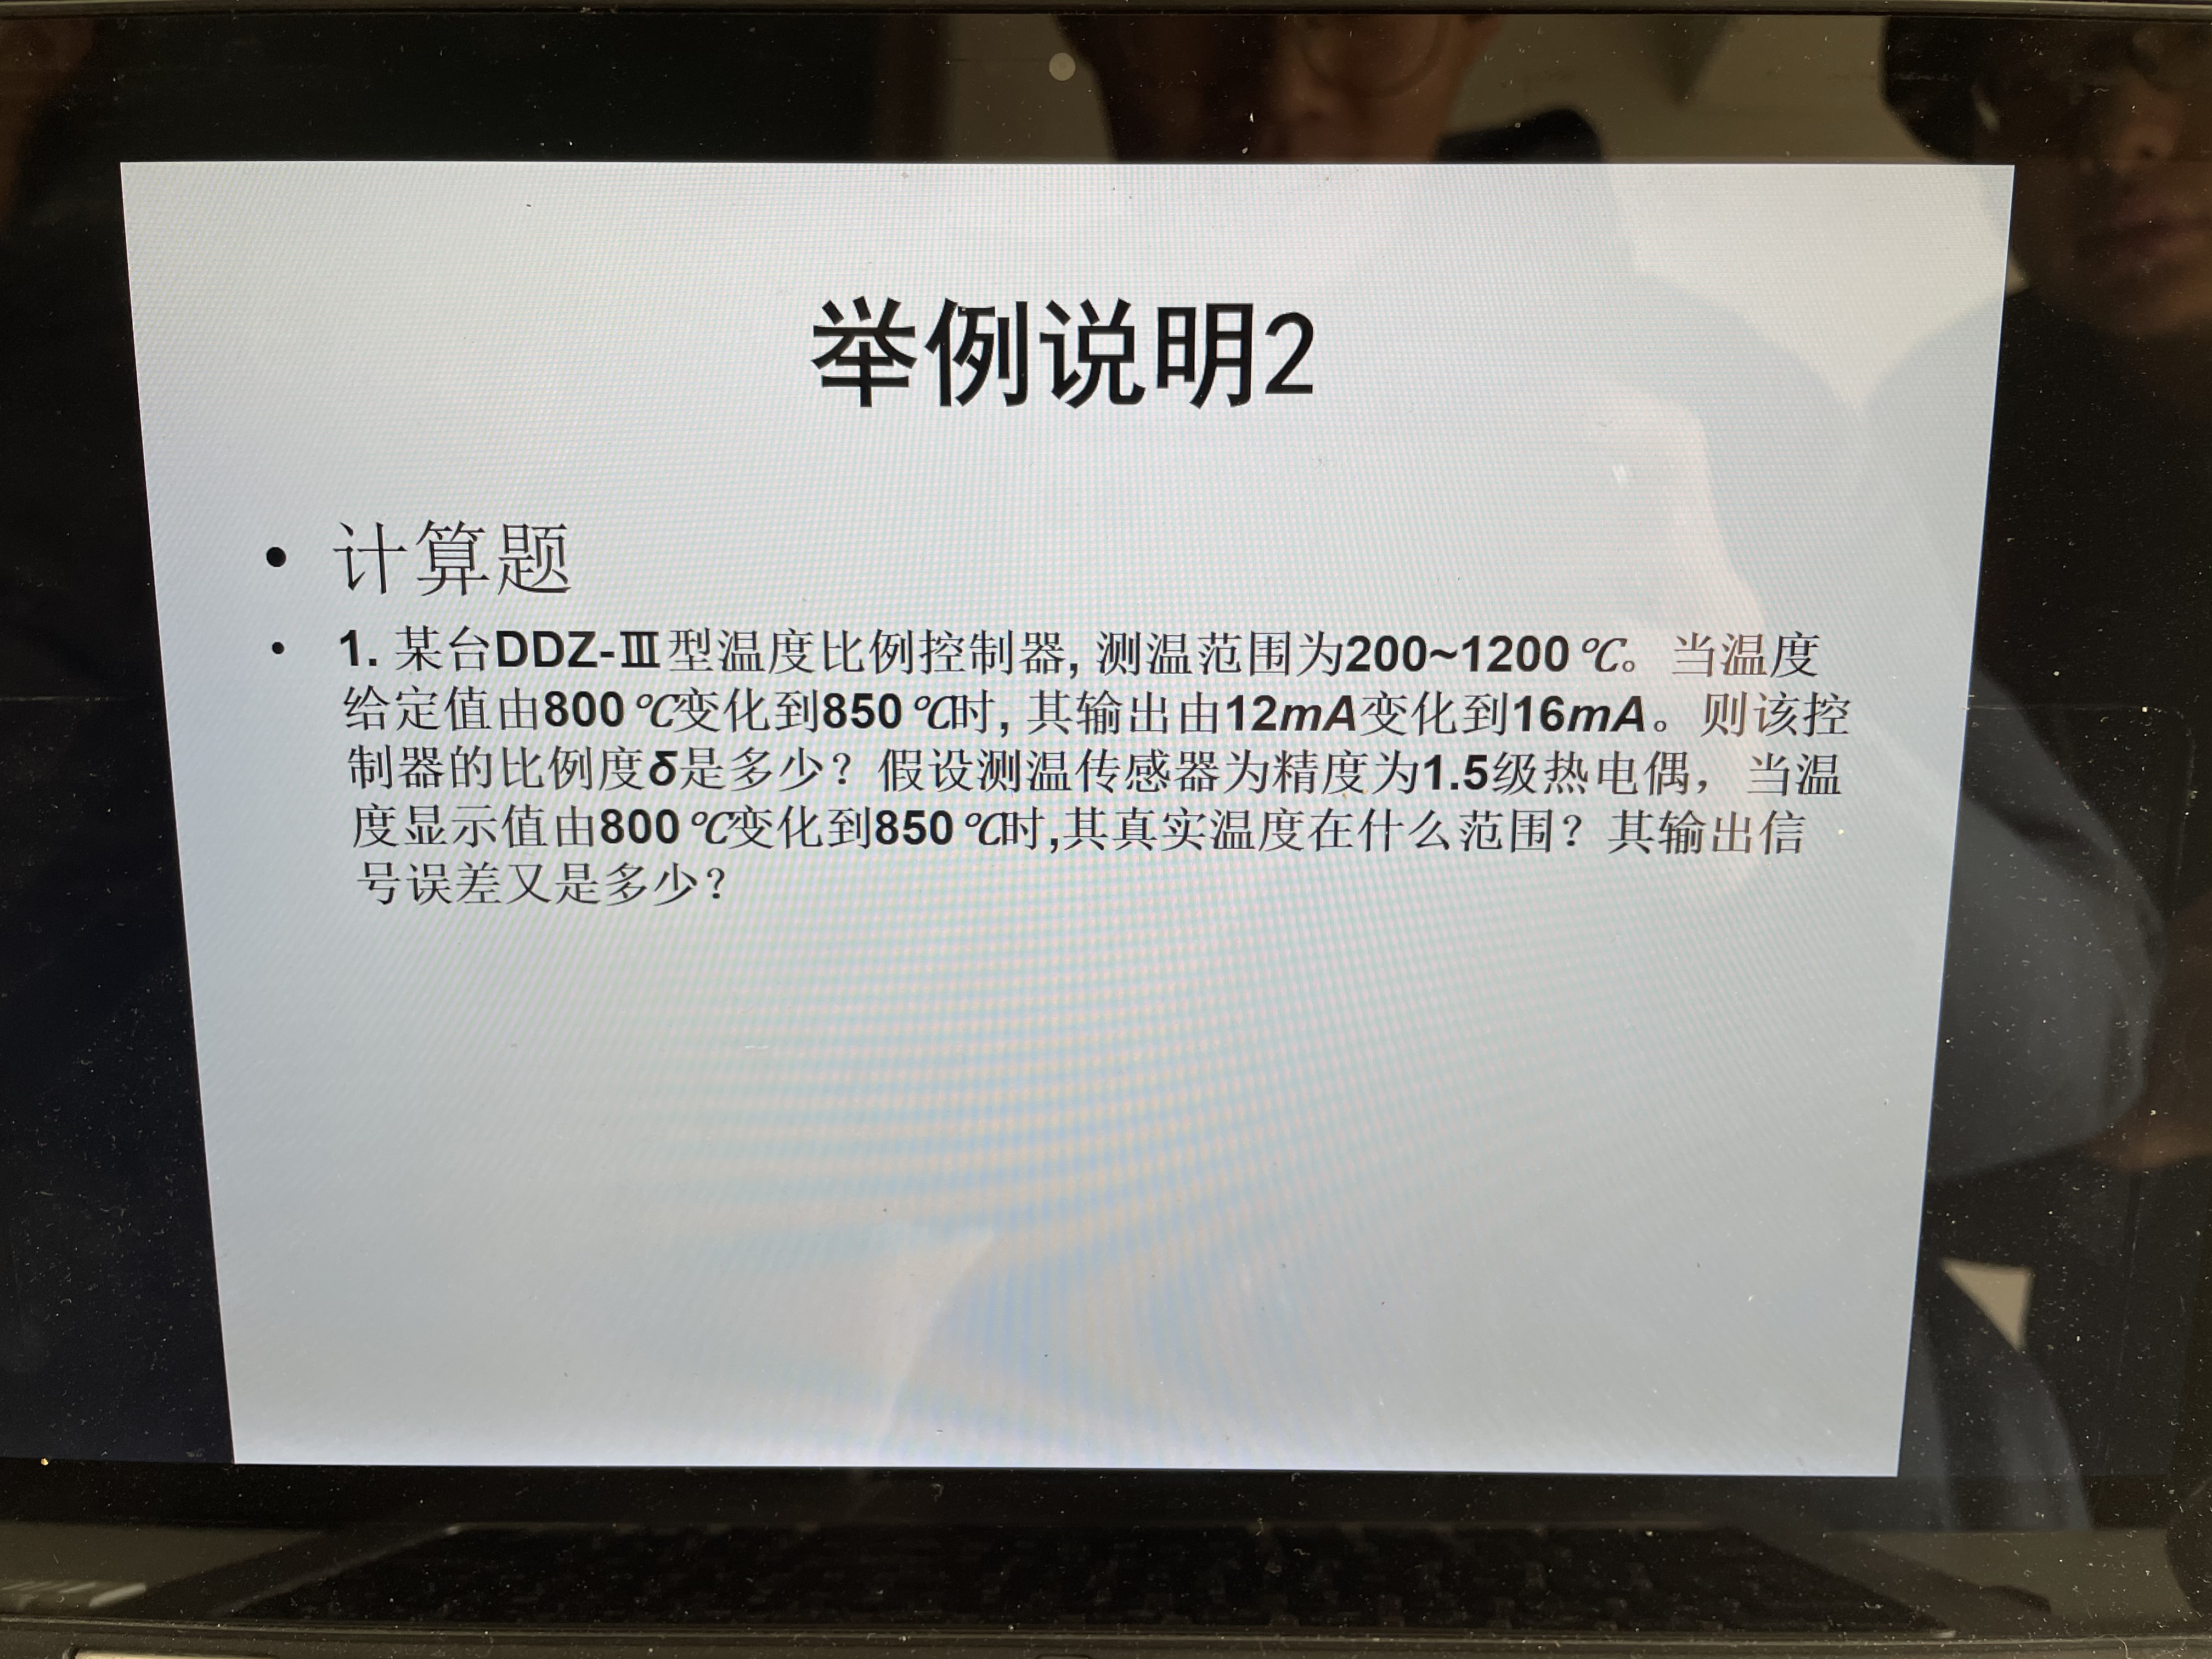 举例说明2
• 计算题
• 1. 某台DDZ-Ⅲ型温度比例控制器, 测温范围为200~1200℃。当温度
给定值由800℃变化到850℃时, 其输出由12mA变化到16mA。则该控
制器的比例度δ是多少？假设测温传感器为精度为1.5级热电偶，当温
度显示值由800℃变化到850℃时,其真实温度在什么范围？其输出信
号误差又是多少？